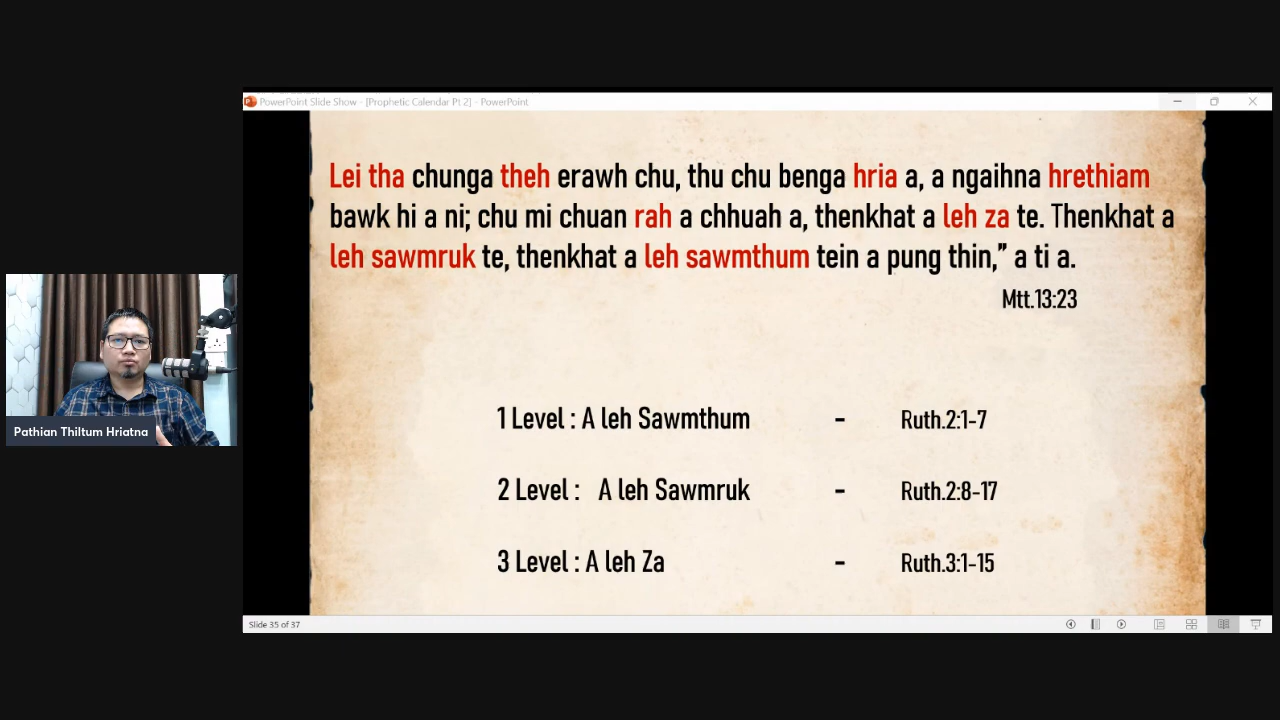 PowerPoint Slide Show - [Prophetic Calendar Pt 2] - PowerPoint
Lei tha chunga theh erawh chu, thu chu benga hria a, a ngaihna hrethiam
bawk hi a ni; chu mi chuan rah a chhuah a, thenkhat a leh za te. Thenkhat a
leh sawmruk te, thenkhat a leh sawmthum tein a pung thin,” a ti a.
Mtt.13:23
1 Level : A leh Sawmthum - Ruth.2:1-7
2 Level : A leh Sawmruk - Ruth.2:8-17
3 Level : A leh Za - Ruth.3:1-15
Pathian Thiltum Hriatna
Slide 35 of 37